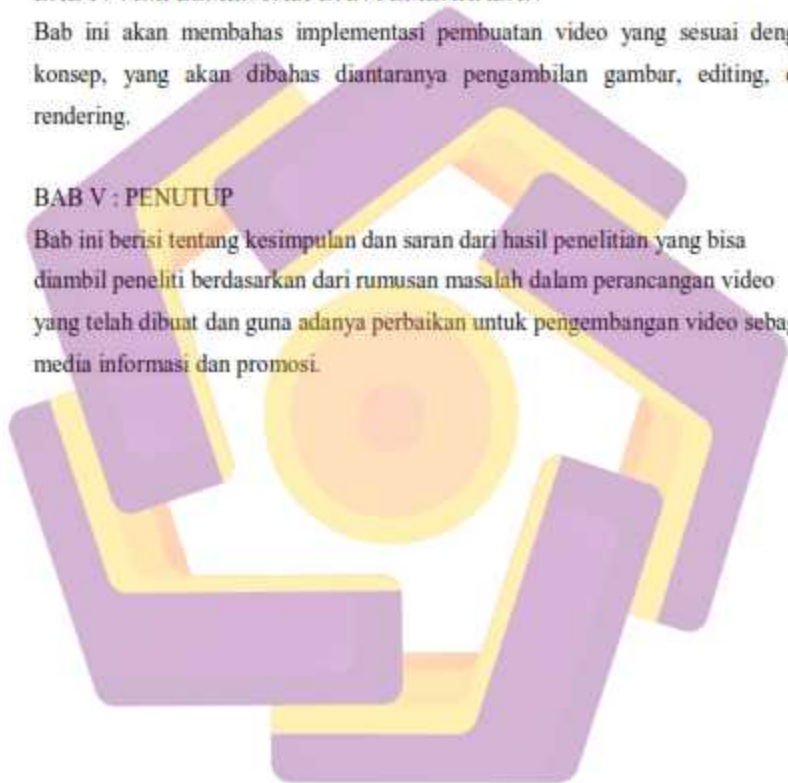 Bab ini akan membahas implementasi pembuatan video yang sesuai
konsep, yang akan dibahas diantaranya pengambilan gambar, editing,
rendering.
BAB V : PENUTUP
Bab ini berisi tentang kesimpulan dan saran dari hasil penelitian yang bisa
diambil peneliti berdasarkan dari rumusan masalah dalam perancangan video
yang telah dibuat dan guna adanya perbaikan untuk pengembangan video
media informasi dan promosi.